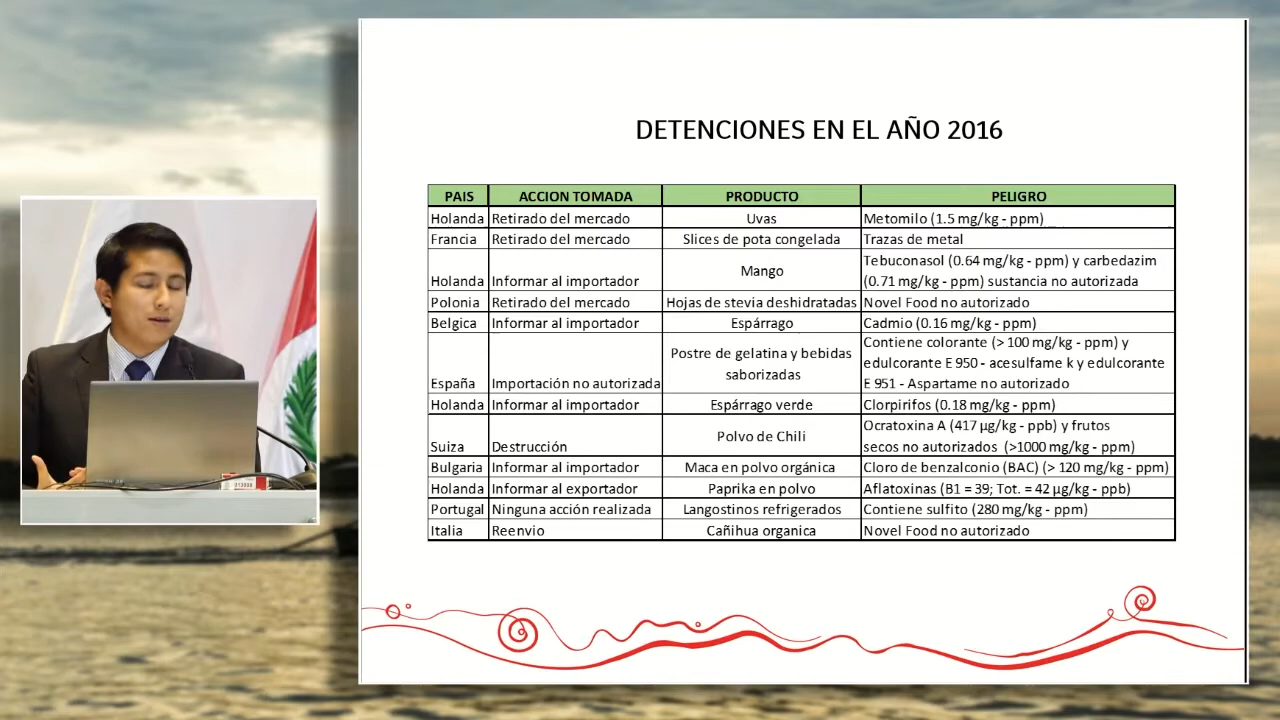 DETENCIONES EN EL AÑO 2016
PAIS ACCION TOMADA PRODUCTO PELIGRO
Holanda Retirado del mercado Uvas Metomilo (1.5 mg/kg - ppm)
Francia Retirado del mercado Slices de pota congelada Trazas de metal
Holanda Informar al importador Mango Tebuconasol (0.64 mg/kg - ppm) y carbedazim
(0.71 mg/kg - ppm) sustancia no autorizada
Polonia Retirado del mercado Hojas de stevia deshidratadas Novel Food no autorizado
Belgica Informar al importador Espárrago Cadmio (0.16 mg/kg - ppm)
España Importación no autorizada Postre de gelatina y bebidas
saborizadas Contiene colorante (> 100 mg/kg - ppm) y
edulcorante E 950 - acesulfame k y edulcorante
E 951 - Aspartame no autorizado
Holanda Informar al importador Espárrago verde Clorpirifos (0.18 mg/kg - ppm)
Suiza Destrucción Polvo de Chili Ocratoxina A (417 µg/kg - ppb) y frutos
secos no autorizados (>1000 mg/kg - ppm)
Bulgaria Informar al importador Maca en polvo orgánica Cloro de benzalconio (BAC) (> 120 mg/kg - ppm)
Holanda Informar al exportador Paprika en polvo Aflatoxinas (B1 = 39; Tot. = 42 µg/kg - ppb)
Portugal Ninguna acción realizada Langostinos refrigerados Contiene sulfito (280 mg/kg - ppm)
Italia Reenvio Cañihua organica Novel Food no autorizado